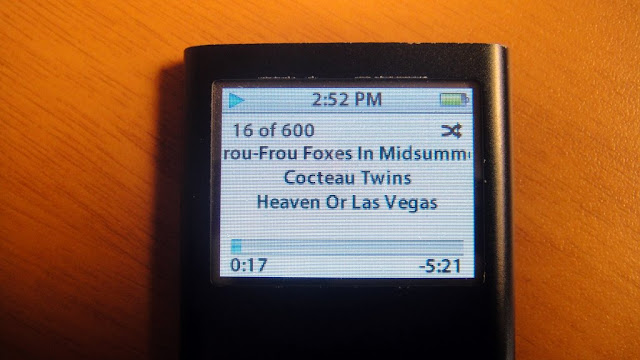 2:52 PM
16 of 600
rou-Frou Foxes In Midsumm
Cocteau Twins
Heaven Or Las Vegas
0:17 -5:21